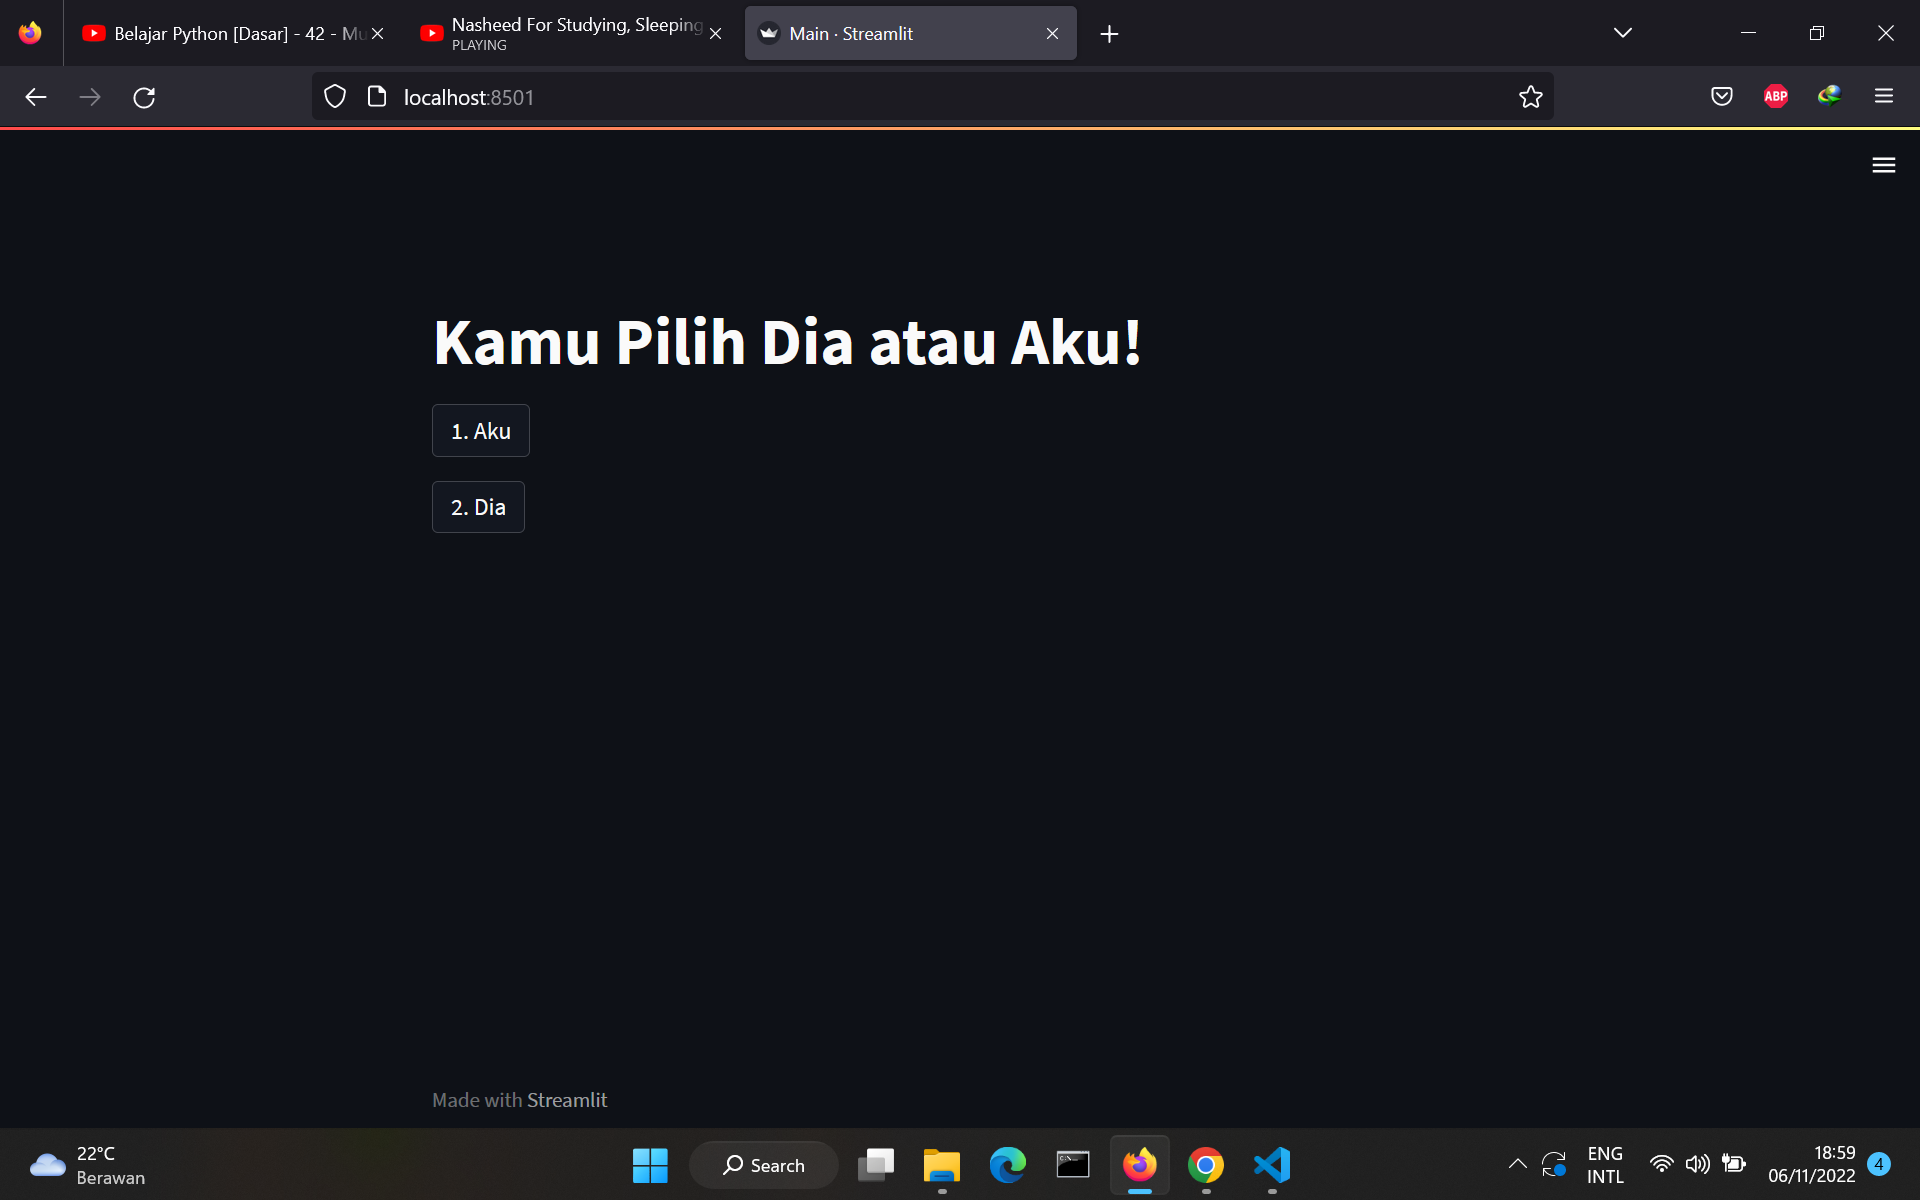 Belajar Python [Dasar] - 42 - Mu
Nasheed For Studying, Sleeping
PLAYING
Main · Streamlit
localhost:8501
ABP
Kamu Pilih Dia atau Aku!
1. Aku
2. Dia
Made with Streamlit
22°C
Berawan
Search
ENG
INTL
18:59
06/11/2022
4